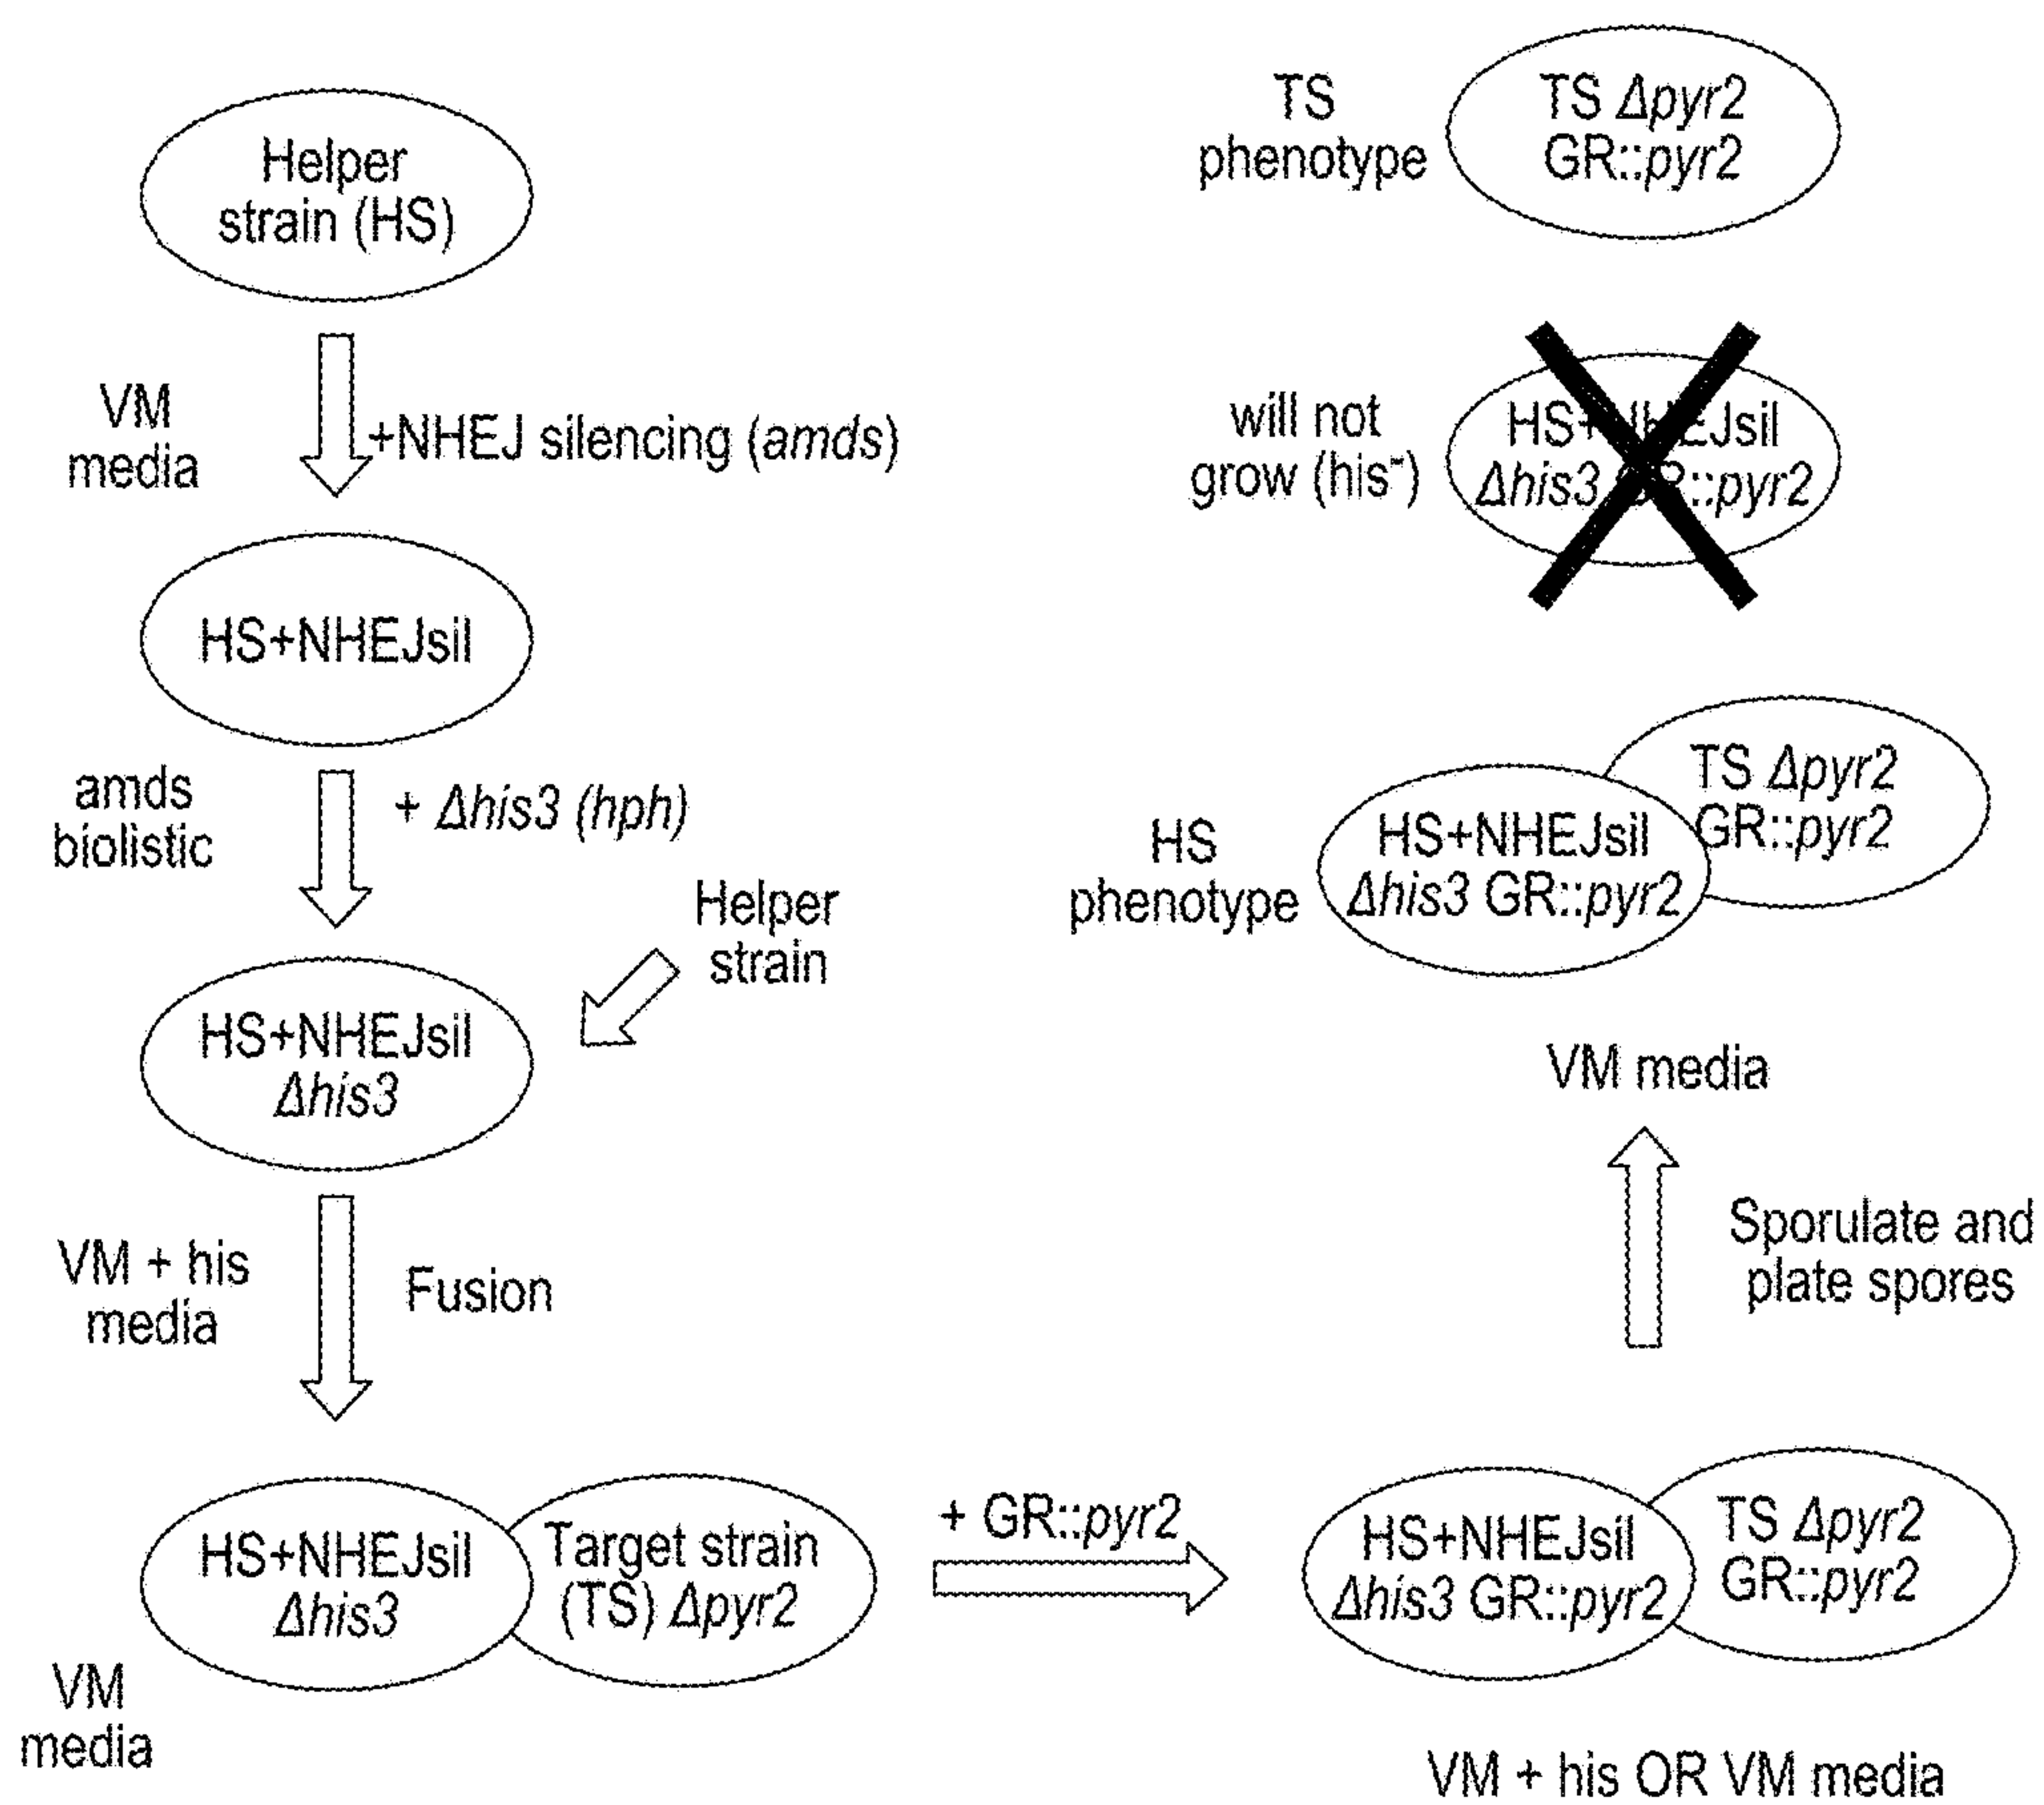 Helper
strain (HS)
VM
media
+NHEJ silencing (amds)
HS+NHEJsil
amds
biolistic
+ Δhis3 (hph)
Helper
strain
HS+NHEJsil
Δhis3
VM + his
media
Fusion
HS+NHEJsil
Δhis3
Target strain
(TS) Δpyr2
VM
media
+ GR::pyr2
HS+NHEJsil
Δhis3 GR::pyr2
TS Δpyr2
GR::pyr2
VM + his OR VM media
Sporulate and
plate spores
VM media
HS
phenotype
HS+NHEJsil
Δhis3 GR::pyr2
TS Δpyr2
GR::pyr2
will not
grow (his⁻)
HS+NHEJsil
Δhis3 GR::pyr2
TS
phenotype
TS Δpyr2
GR::pyr2